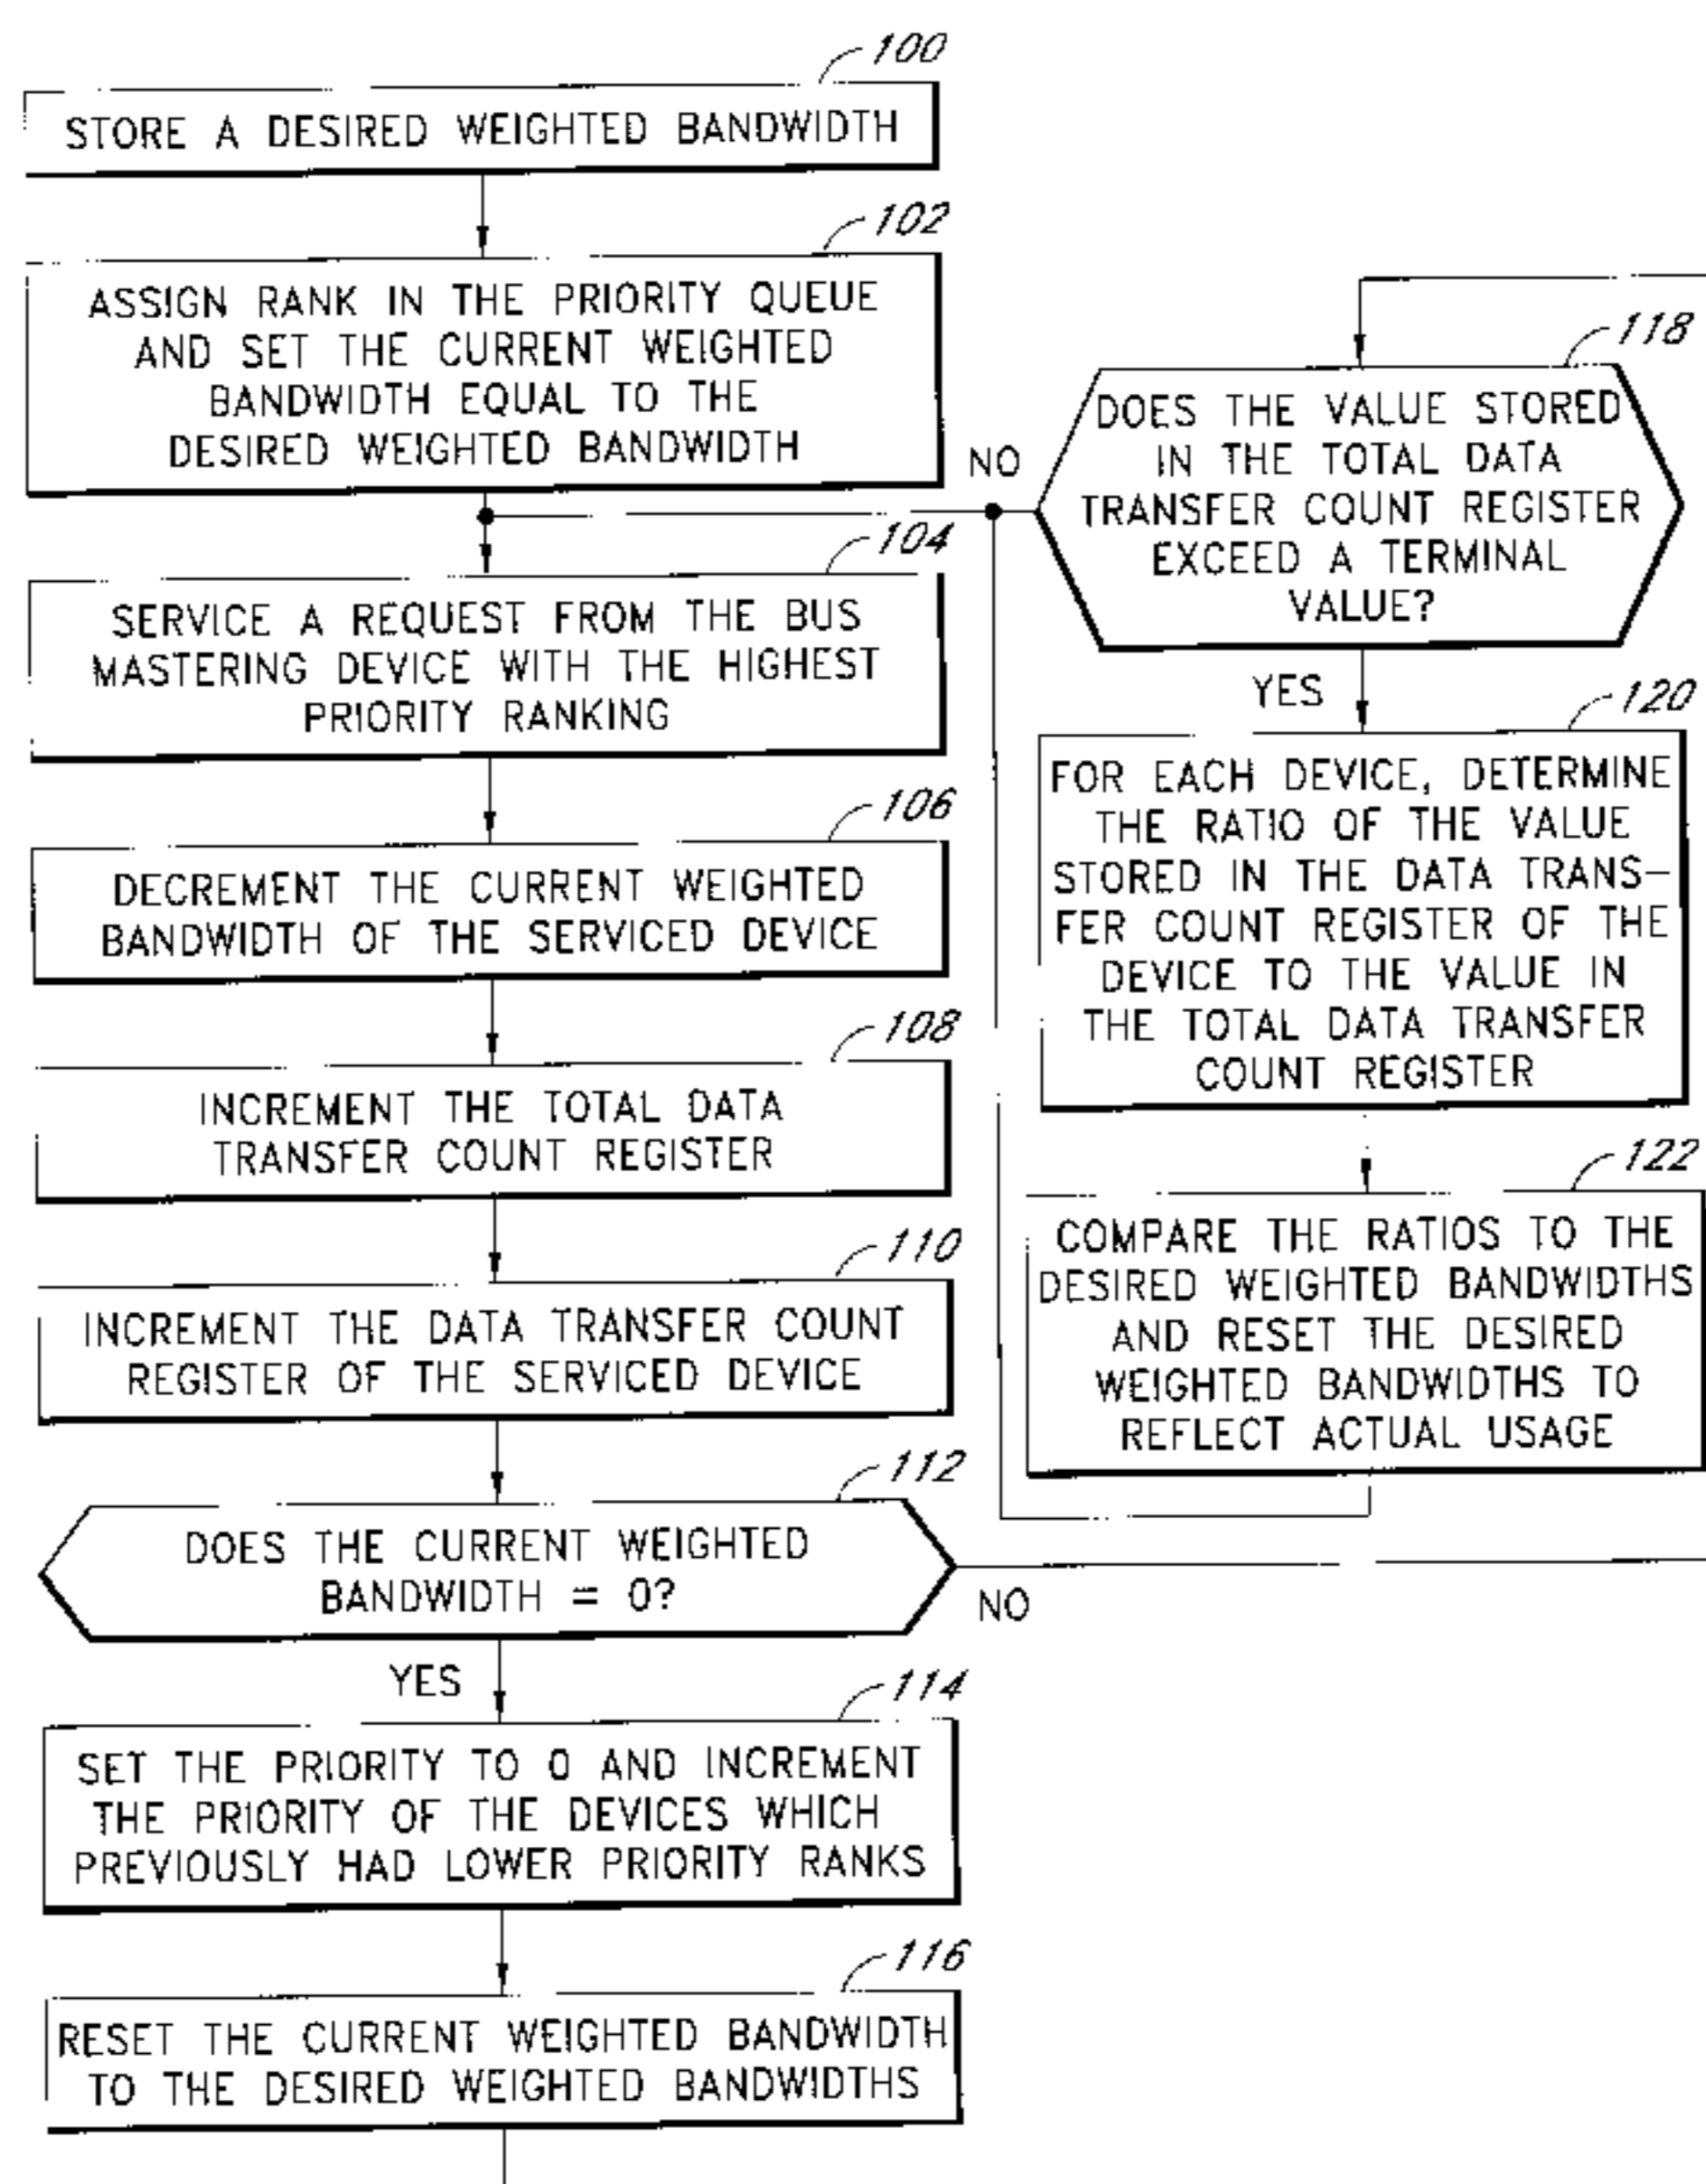 100
STORE A DESIRED WEIGHTED BANDWIDTH
102
ASSIGN RANK IN THE PRIORITY QUEUE
AND SET THE CURRENT WEIGHTED
BANDWIDTH EQUAL TO THE
DESIRED WEIGHTED BANDWIDTH
104
SERVICE A REQUEST FROM THE BUS
MASTERING DEVICE WITH THE HIGHEST
PRIORITY RANKING
106
DECREMENT THE CURRENT WEIGHTED
BANDWIDTH OF THE SERVICED DEVICE
108
INCREMENT THE TOTAL DATA
TRANSFER COUNT REGISTER
110
INCREMENT THE DATA TRANSFER COUNT
REGISTER OF THE SERVICED DEVICE
112
DOES THE CURRENT WEIGHTED
BANDWIDTH = 0?
NO
YES
114
SET THE PRIORITY TO 0 AND INCREMENT
THE PRIORITY OF THE DEVICES WHICH
PREVIOUSLY HAD LOWER PRIORITY RANKS
116
RESET THE CURRENT WEIGHTED BANDWIDTH
TO THE DESIRED WEIGHTED BANDWIDTHS
118
DOES THE VALUE STORED
IN THE TOTAL DATA
TRANSFER COUNT REGISTER
EXCEED A TERMINAL
VALUE?
NO
YES
120
FOR EACH DEVICE, DETERMINE
THE RATIO OF THE VALUE
STORED IN THE DATA TRANS-
FER COUNT REGISTER OF THE
DEVICE TO THE VALUE IN
THE TOTAL DATA TRANSFER
COUNT REGISTER
122
COMPARE THE RATIOS TO THE
DESIRED WEIGHTED BANDWIDTHS
AND RESET THE DESIRED
WEIGHTED BANDWIDTHS TO
REFLECT ACTUAL USAGE